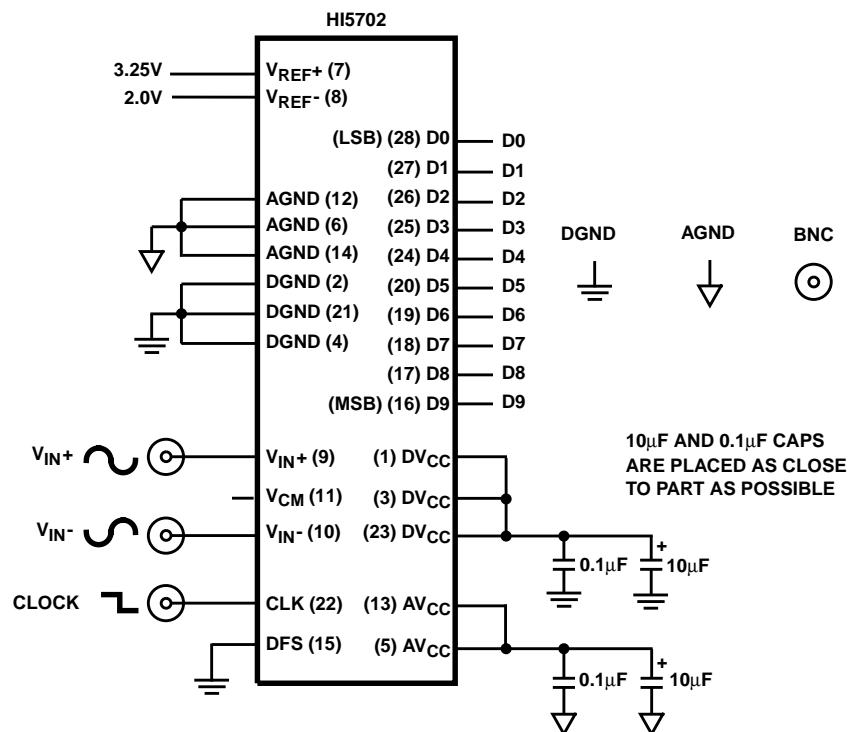 HI5702
3.25V
2.0V
VREF+ (7)
VREF- (8)
(LSB) (28) D0
D0
(27) D1
D1
AGND (12)
(26) D2
D2
AGND (6)
(25) D3
D3
AGND (14)
(24) D4
D4
DGND (2)
(20) D5
D5
DGND (21)
(19) D6
D6
DGND (4)
(18) D7
D7
(17) D8
D8
(MSB) (16) D9
D9
DGND
AGND
BNC
10μF AND 0.1μF CAPS
ARE PLACED AS CLOSE
TO PART AS POSSIBLE
VIN+
VIN+ (9)
(1) DVCC
VCM (11)
(3) DVCC
VIN-
VIN- (10)
(23) DVCC
0.1μF
+
10μF
CLOCK
CLK (22)
(13) AVCC
DFS (15)
(5) AVCC
0.1μF
+
10μF